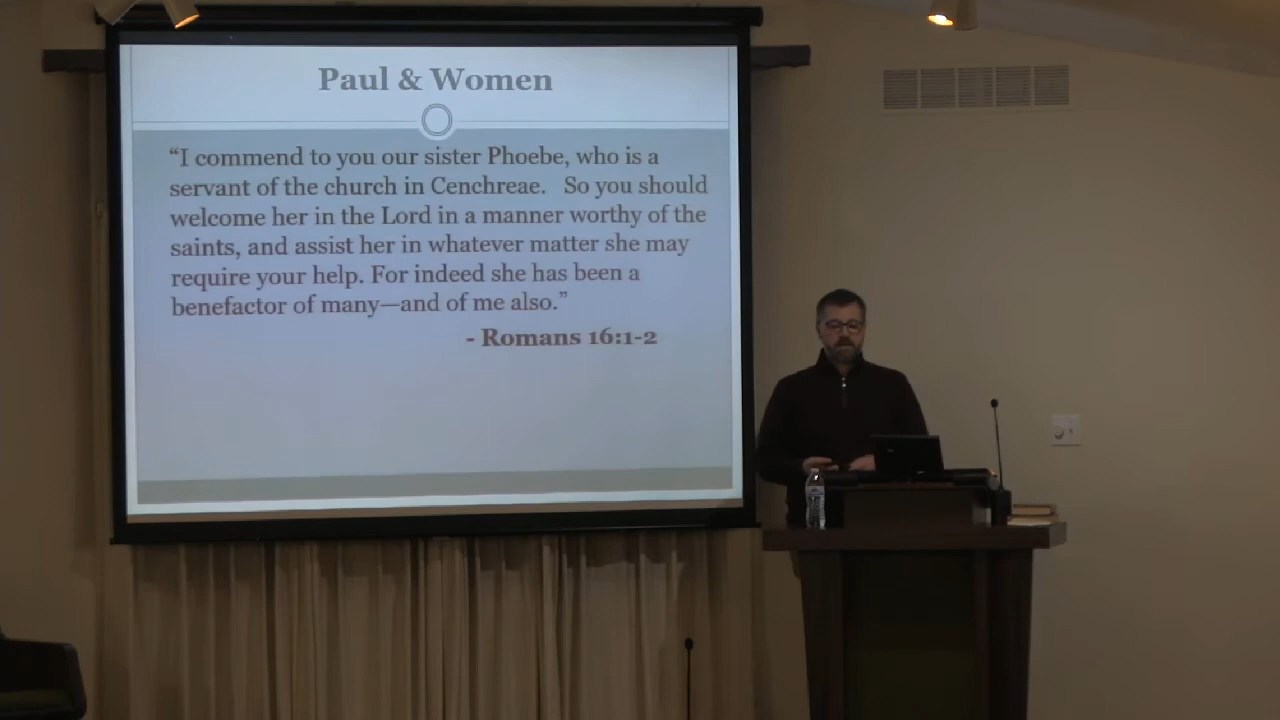 Paul & Women
“I commend to you our sister Phoebe, who is a
servant of the church in Cenchreae.   So you should
welcome her in the Lord in a manner worthy of the
saints, and assist her in whatever matter she may
require your help. For indeed she has been a
benefactor of many—and of me also.”
- Romans 16:1-2